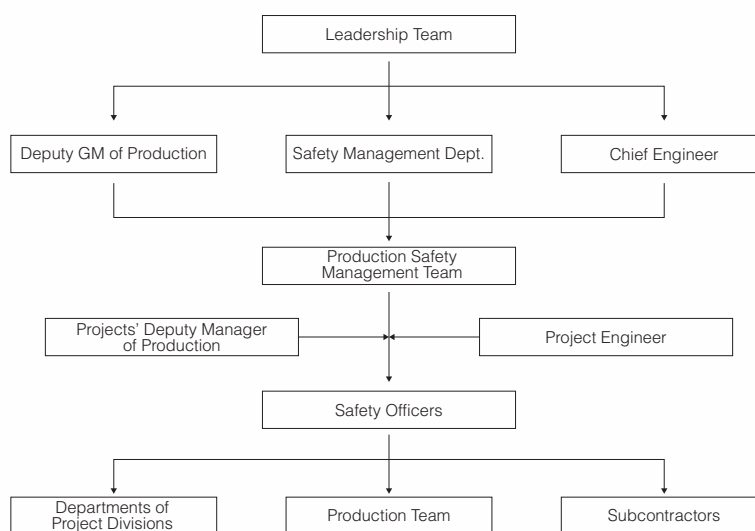 Leadership Team
Deputy GM of Production
Safety Management Dept.
Chief Engineer
Production Safety
Management Team
Projects' Deputy Manager
of Production
Project Engineer
Safety Officers
Departments of
Project Divisions
Production Team
Subcontractors